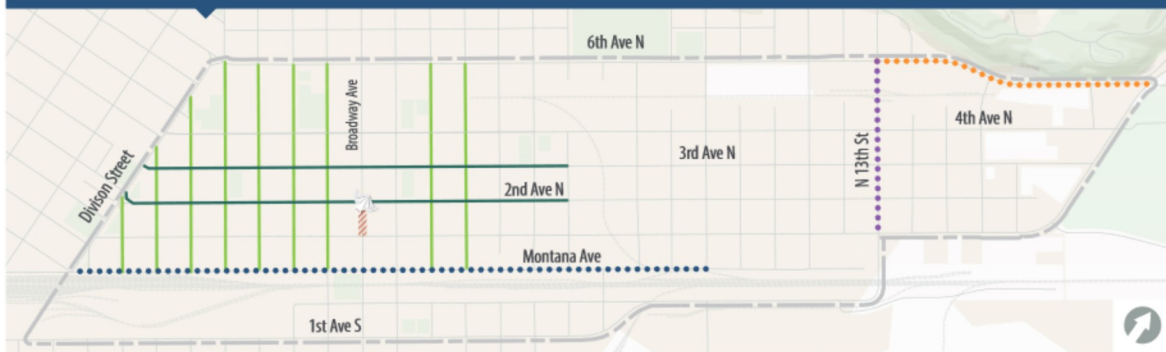 6th Ave N
Broadway Ave
4th Ave N
N 13th St
3rd Ave N
Divison Street
2nd Ave N
Montana Ave
1st Ave S